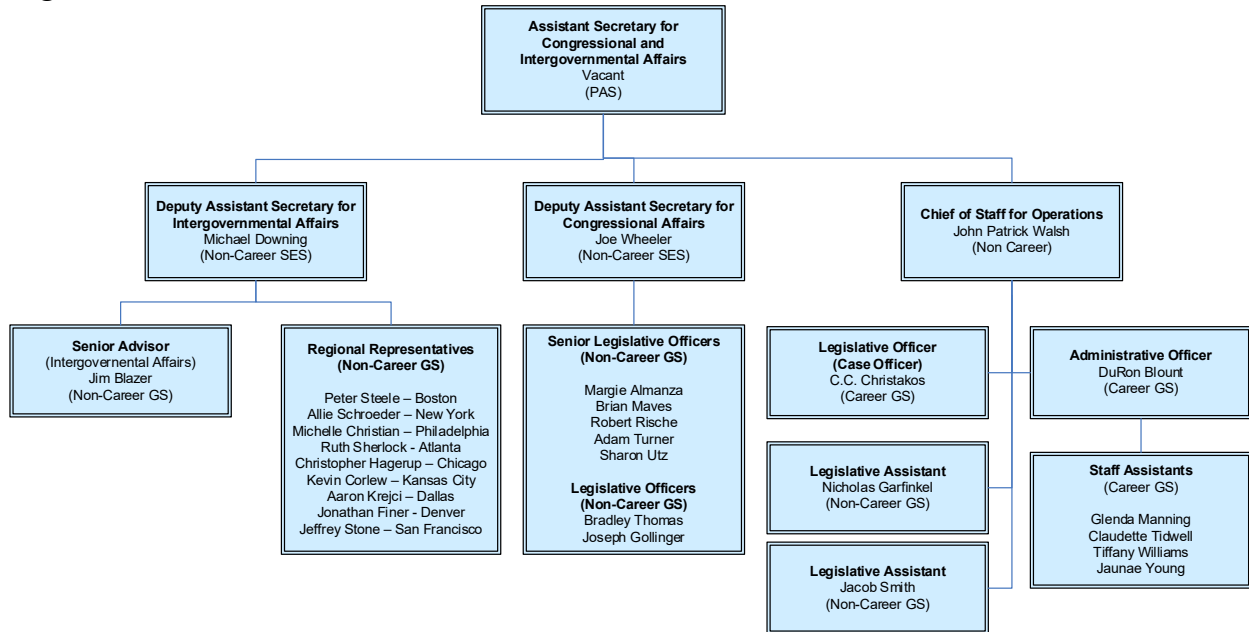 Assistant Secretary for
Congressional and
Intergovernmental Affairs
Vacant
(PAS)
Deputy Assistant Secretary for
Intergovernmental Affairs
Michael Downing
(Non-Career SES)
Deputy Assistant Secretary for
Congressional Affairs
Joe Wheeler
(Non-Career SES)
Chief of Staff for Operations
John Patrick Walsh
(Non Career)
Senior Advisor
(Intergovernental Affairs)
Jim Blazer
(Non-Career GS)
Regional Representatives
(Non-Career GS)
Peter Steele – Boston
Allie Schroeder – New York
Michelle Christian – Philadelphia
Ruth Sherlock - Atlanta
Christopher Hagerup – Chicago
Kevin Corlew – Kansas City
Aaron Krejci – Dallas
Jonathan Finer - Denver
Jeffrey Stone – San Francisco
Senior Legislative Officers
(Non-Career GS)
Margie Almanza
Brian Maves
Robert Rische
Adam Turner
Sharon Utz
Legislative Officers
(Non-Career GS)
Bradley Thomas
Joseph Gollinger
Legislative Officer
(Case Officer)
C.C. Christakos
(Career GS)
Administrative Officer
DuRon Blount
(Career GS)
Legislative Assistant
Nicholas Garfinkel
(Non-Career GS)
Staff Assistants
(Career GS)
Glenda Manning
Claudette Tidwell
Tiffany Williams
Jaunae Young
Legislative Assistant
Jacob Smith
(Non-Career GS)